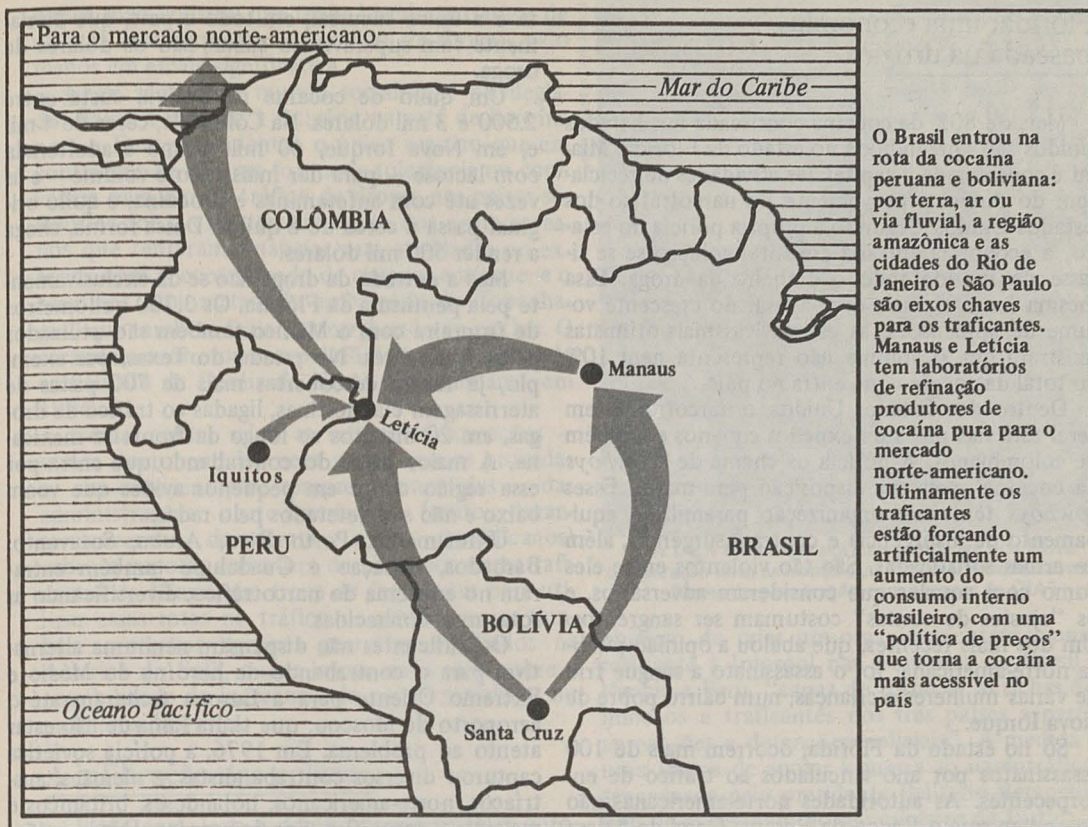 Para o mercado norte-americano
Mar do Caribe
COLÔMBIA
Manaus
Letícia
Iquitos
PERU
BRASIL
BOLÍVIA
Oceano Pacífico
Santa Cruz
O Brasil entrou na
rota da cocaína
peruana e boliviana:
por terra, ar ou
via fluvial, a região
amazônica e as
cidades do Rio de
Janeiro e São Paulo
são eixos chaves
para os traficantes.
Manaus e Letícia
tem laboratórios
de refinação
produtores de
cocaína pura para o
mercado
norte-americano.
Ultimamente os
traficantes
estão forçando
artificialmente um
aumento do
consumo interno
brasileiro, com uma
"política de preços"
que torna a cocaína
mais acessível no
país